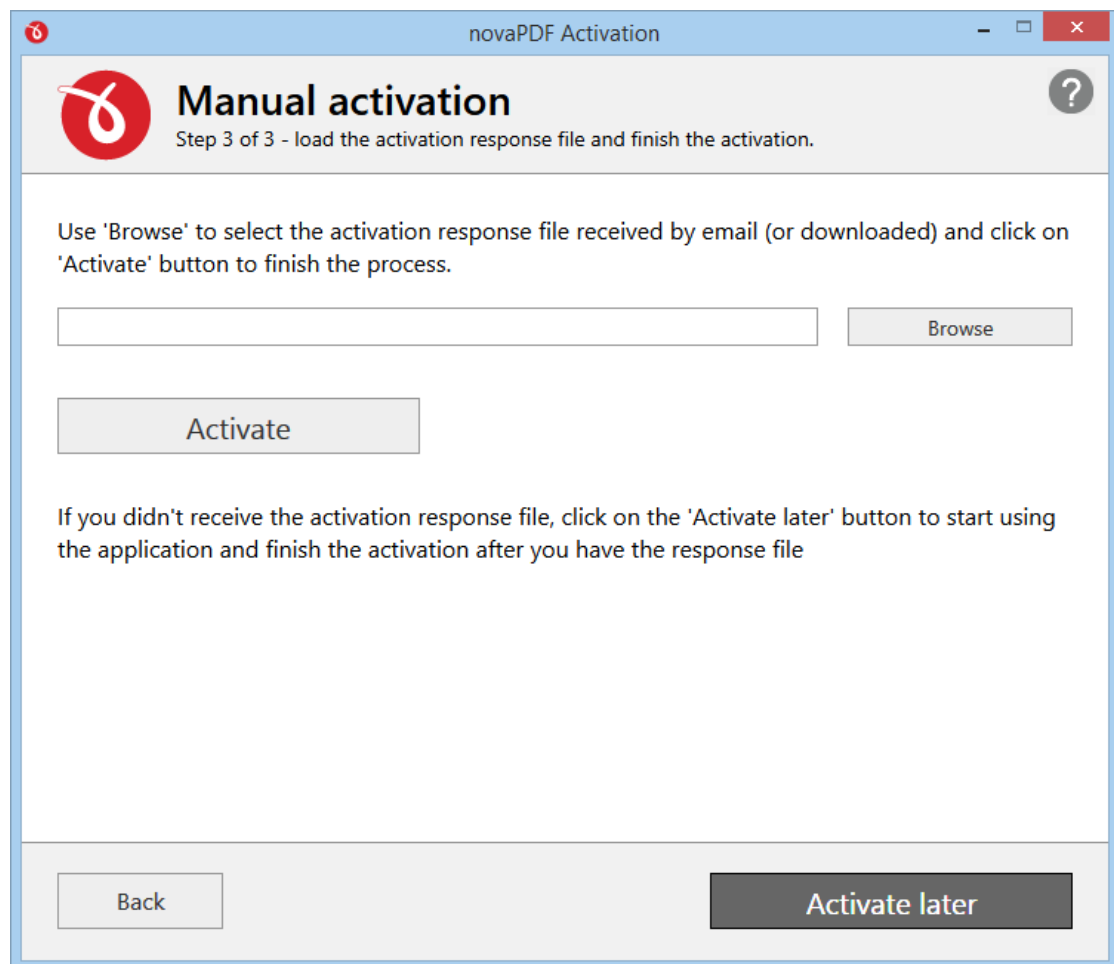 novaPDF Activation
Manual activation
?
Step 3 of 3 - load the activation response file and finish the activation.
Use 'Browse' to select the activation response file received by email (or downloaded) and click on
'Activate' button to finish the process.
Browse
Activate
If you didn't receive the activation response file, click on the 'Activate later' button to start using
the application and finish the activation after you have the response file
Back
Activate later